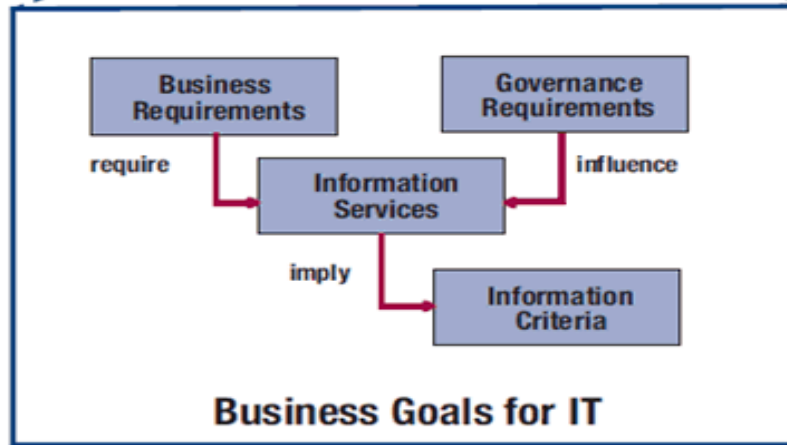 Business
Requirements
Governance
Requirements
require
influence
Information
Services
imply
Information
Criteria
Business Goals for IT